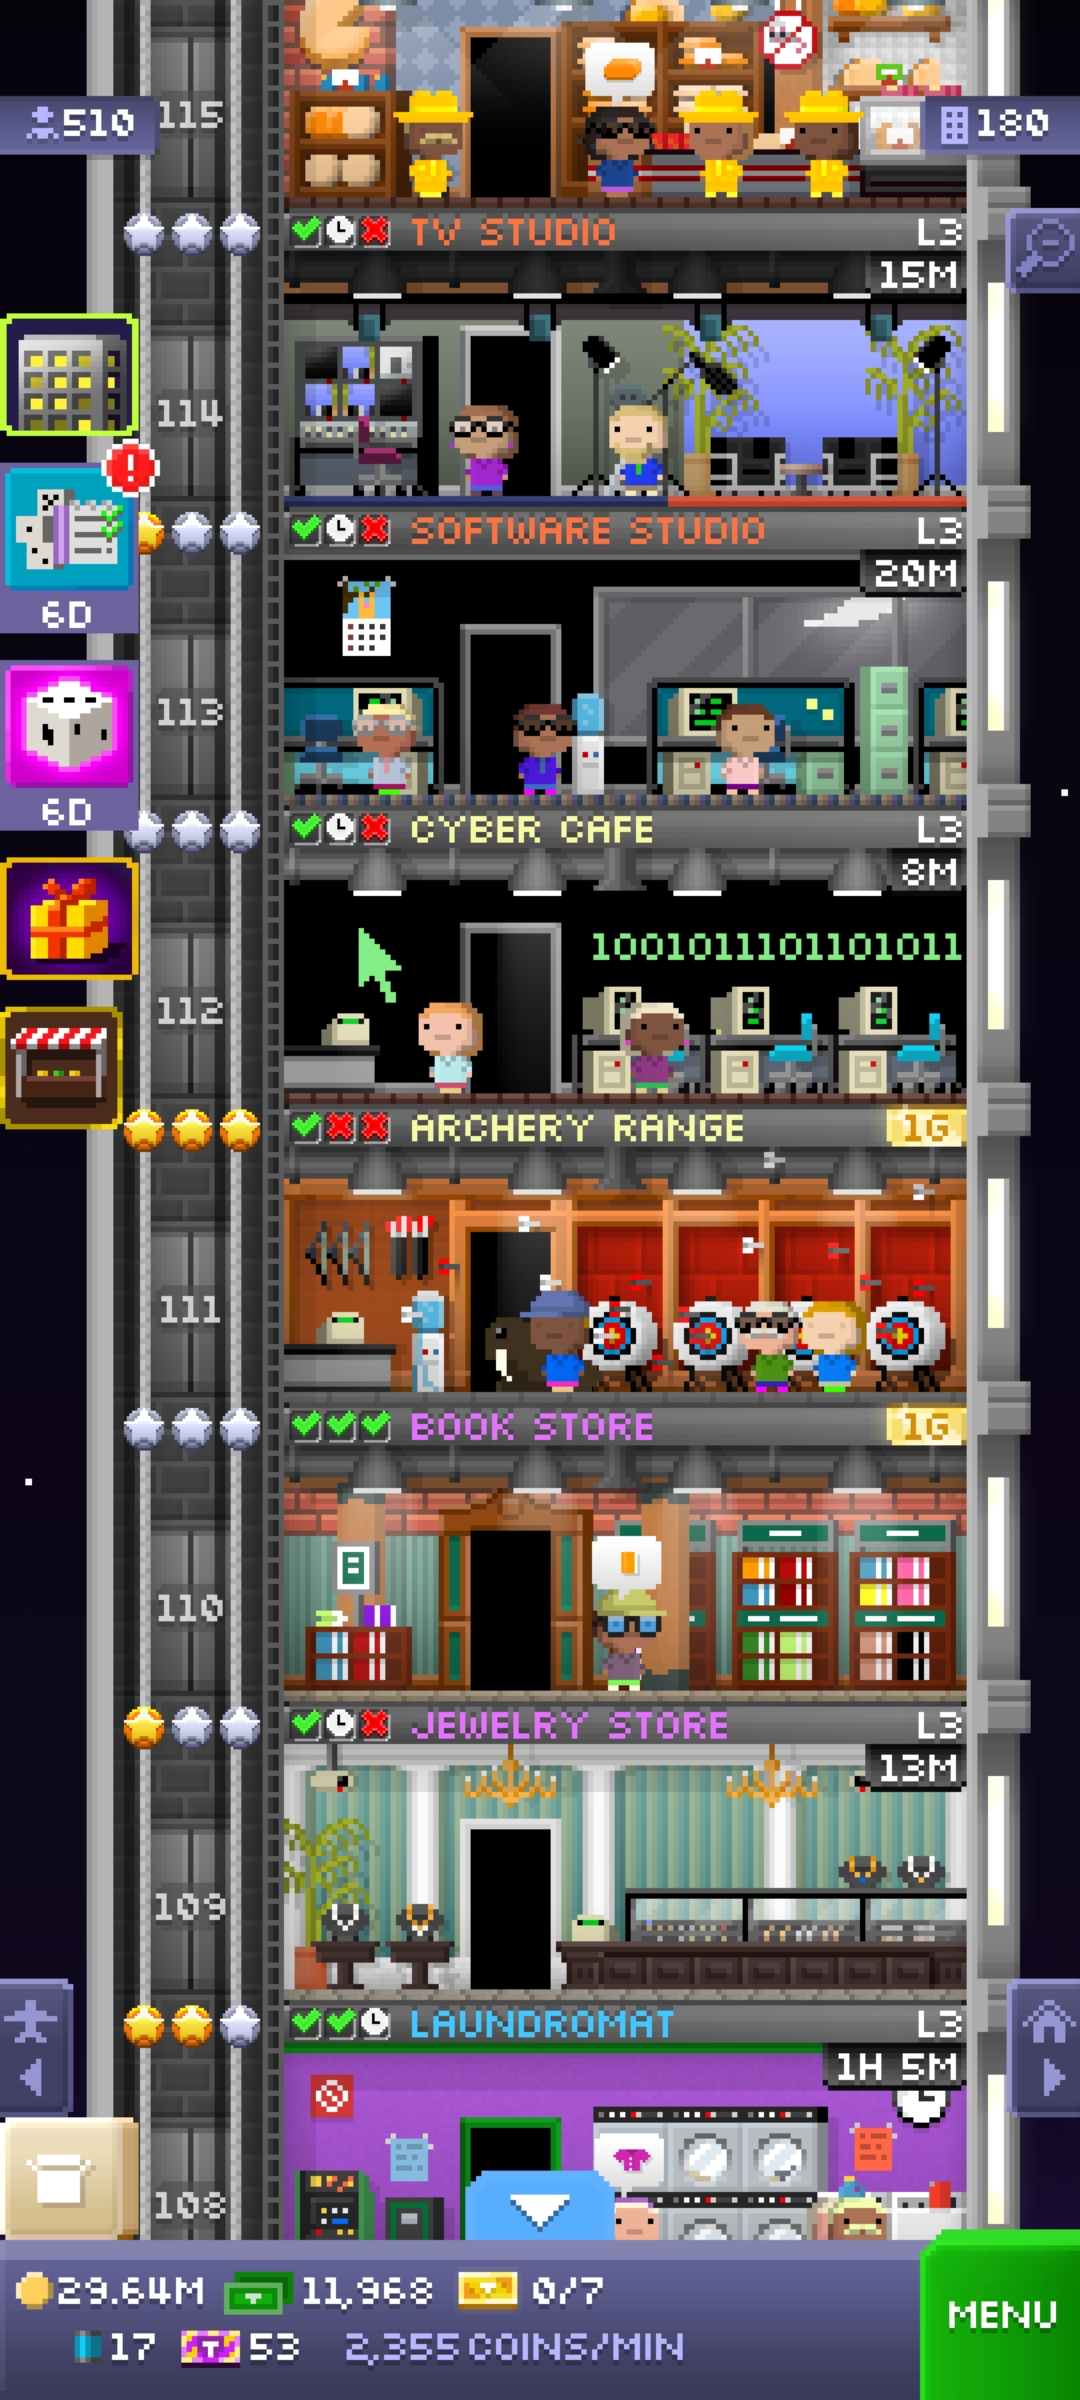 115
510
180
TV STUDIO L3
15M
114
SOFTWARE STUDIO L3
20M
6D
113
6D
CYBER CAFE L3
8M
1001011101101011
112
ARCHERY RANGE 1G
111
BOOK STORE 1G
110
JEWELRY STORE L3
13M
109
LAUNDROMAT L3
1H 5M
108
29.64M 11,968 0/7
MENU
17 53 2,355 COINS/MIN